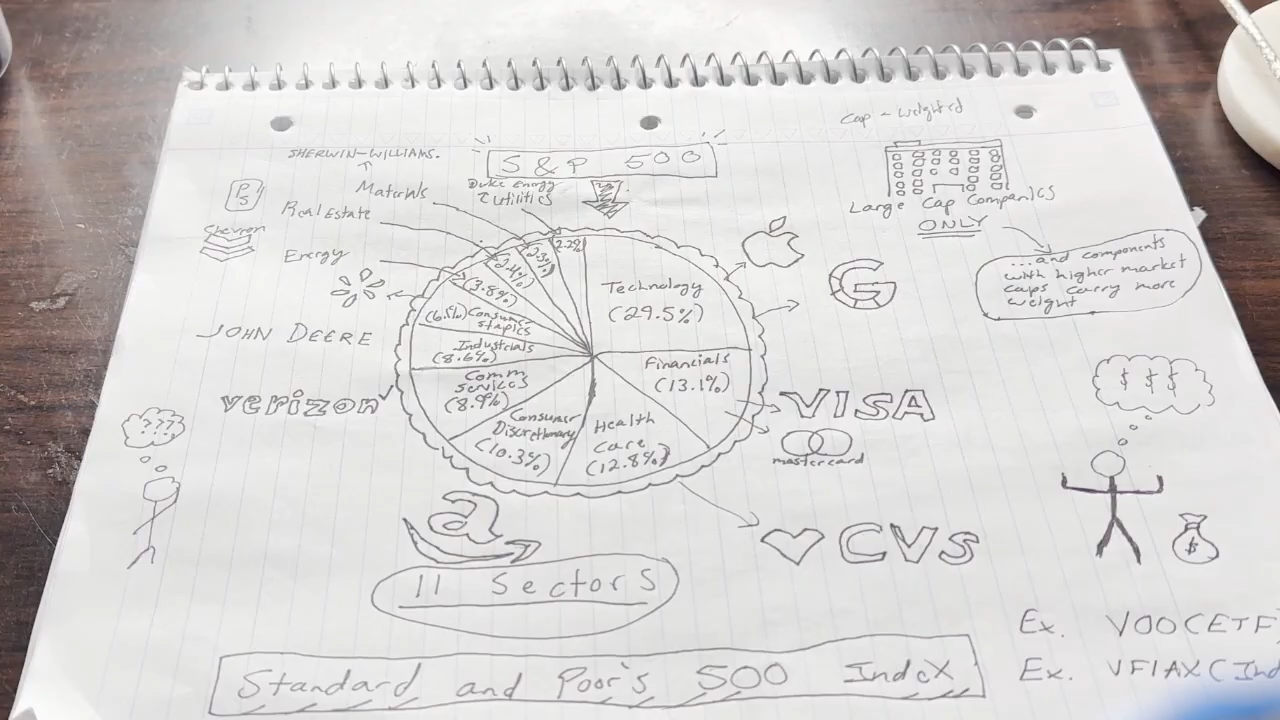 Cap - Weighted
S & P 500
SHERWIN-WILLIAMS.
Materials
Duke Energy
Utilities
PS
Real Estate
Chevron
Energy
Large Cap Companies
ONLY
...and components
with higher market
caps carry more
weight
2.2%
2.3%
2.4%
(3.8%)
Technology
(29.5%)
G
Consumer
Staples
JOHN DEERE
Industrials
(8.6%)
Financials
(13.1%)
Comm
Services
(8.9%)
verizon
VISA
mastercard
Consumer
Discretionary
(10.3%)
Health
Care
(12.8%)
???
$ $ $
a
CVS
$
11 Sectors
Ex. VOO(ETF
Ex. VFIAX(Ind
Standard and Poor's 500 Index